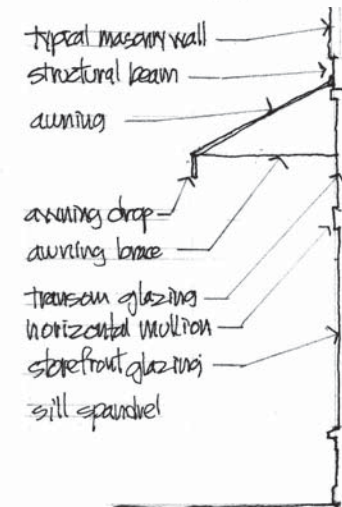 typical masonry wall
structural beam
awning
awning drop
awning brace
transom glazing
horizontal mullion
storefront glazing
sill spandrel